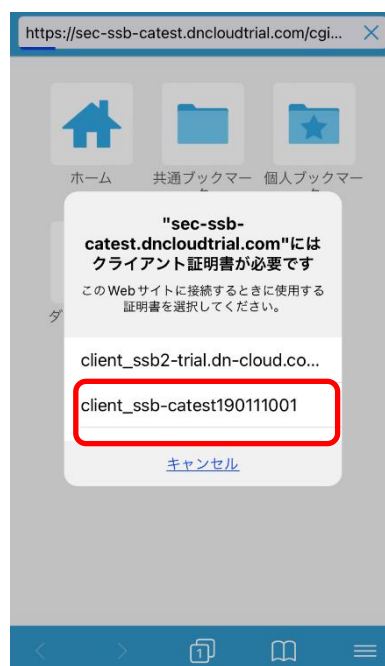 https://sec-ssb-catest.dncloudtrial.com/cgi...
ホーム
共通ブックマー
個人ブックマー
"sec-ssb-
catest.dncloudtrial.com"には
クライアント証明書が
必要です
このWebサイトに接続するときに使用する
証明書を選択してください。
ダ
client_ssb2-trial.dn-cloud.co...
client_ssb-catest190111001
キャンセル
1